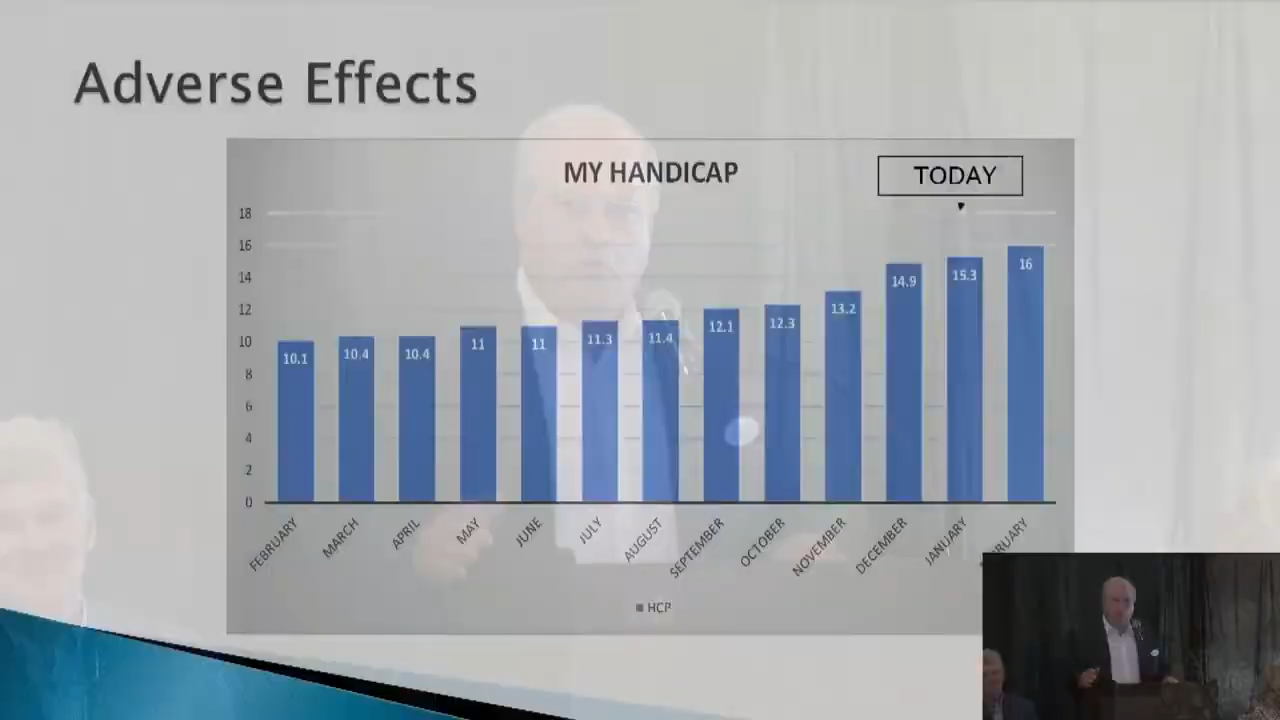 Adverse Effects
MY HANDICAP
TODAY
18
16
14
12
10
8
6
4
2
0
10.1 10.4 10.4 11 11 11.3 11.4 12.1 12.3 13.2 14.9 15.3 16
FEBRUARY MARCH APRIL MAY JUNE JULY AUGUST SEPTEMBER OCTOBER NOVEMBER DECEMBER JANUARY
HCP